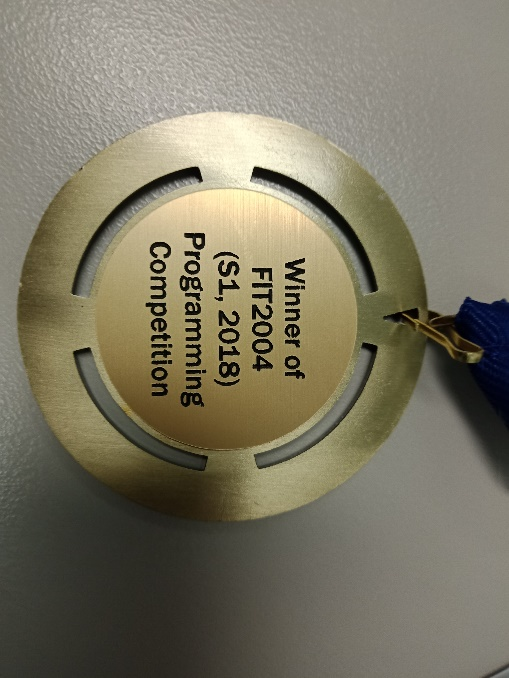 Winner of
FIT2004
(S1, 2018)
Programming
Competition